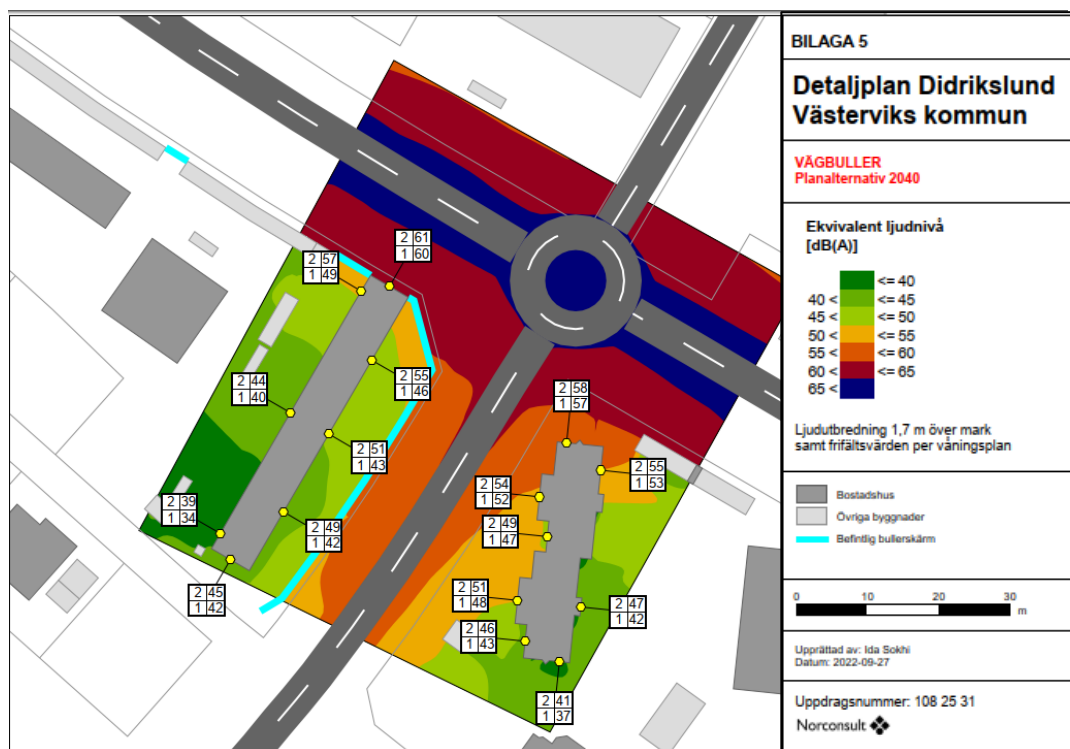 BILAGA 5
Detaljplan Didrikslund
Västerviks kommun
VÄGBULLER
Planalternativ 2040
Ekvivalent ljudnivå
[dB(A)]
<= 40
40 < <= 45
45 < <= 50
50 < <= 55
55 < <= 60
60 < <= 65
65 <
Ljudutbredning 1,7 m över mark
samt frifältsvärden per våningsplan
Bostadshus
Övriga byggnader
Befintlig bullerskärm
0 10 20 30
m
Upprättad av: Ida Sokhi
Datum: 2022-09-27
Uppdragsnummer: 108 25 31
Norconsult
2 61
1 60
2 57
1 49
2 55
1 46
2 44
1 40
2 51
1 43
2 39
1 34
2 49
1 42
2 45
1 42
2 58
1 57
2 55
1 53
2 54
1 52
2 49
1 47
2 51
1 48
2 47
1 42
2 46
1 43
2 41
1 37